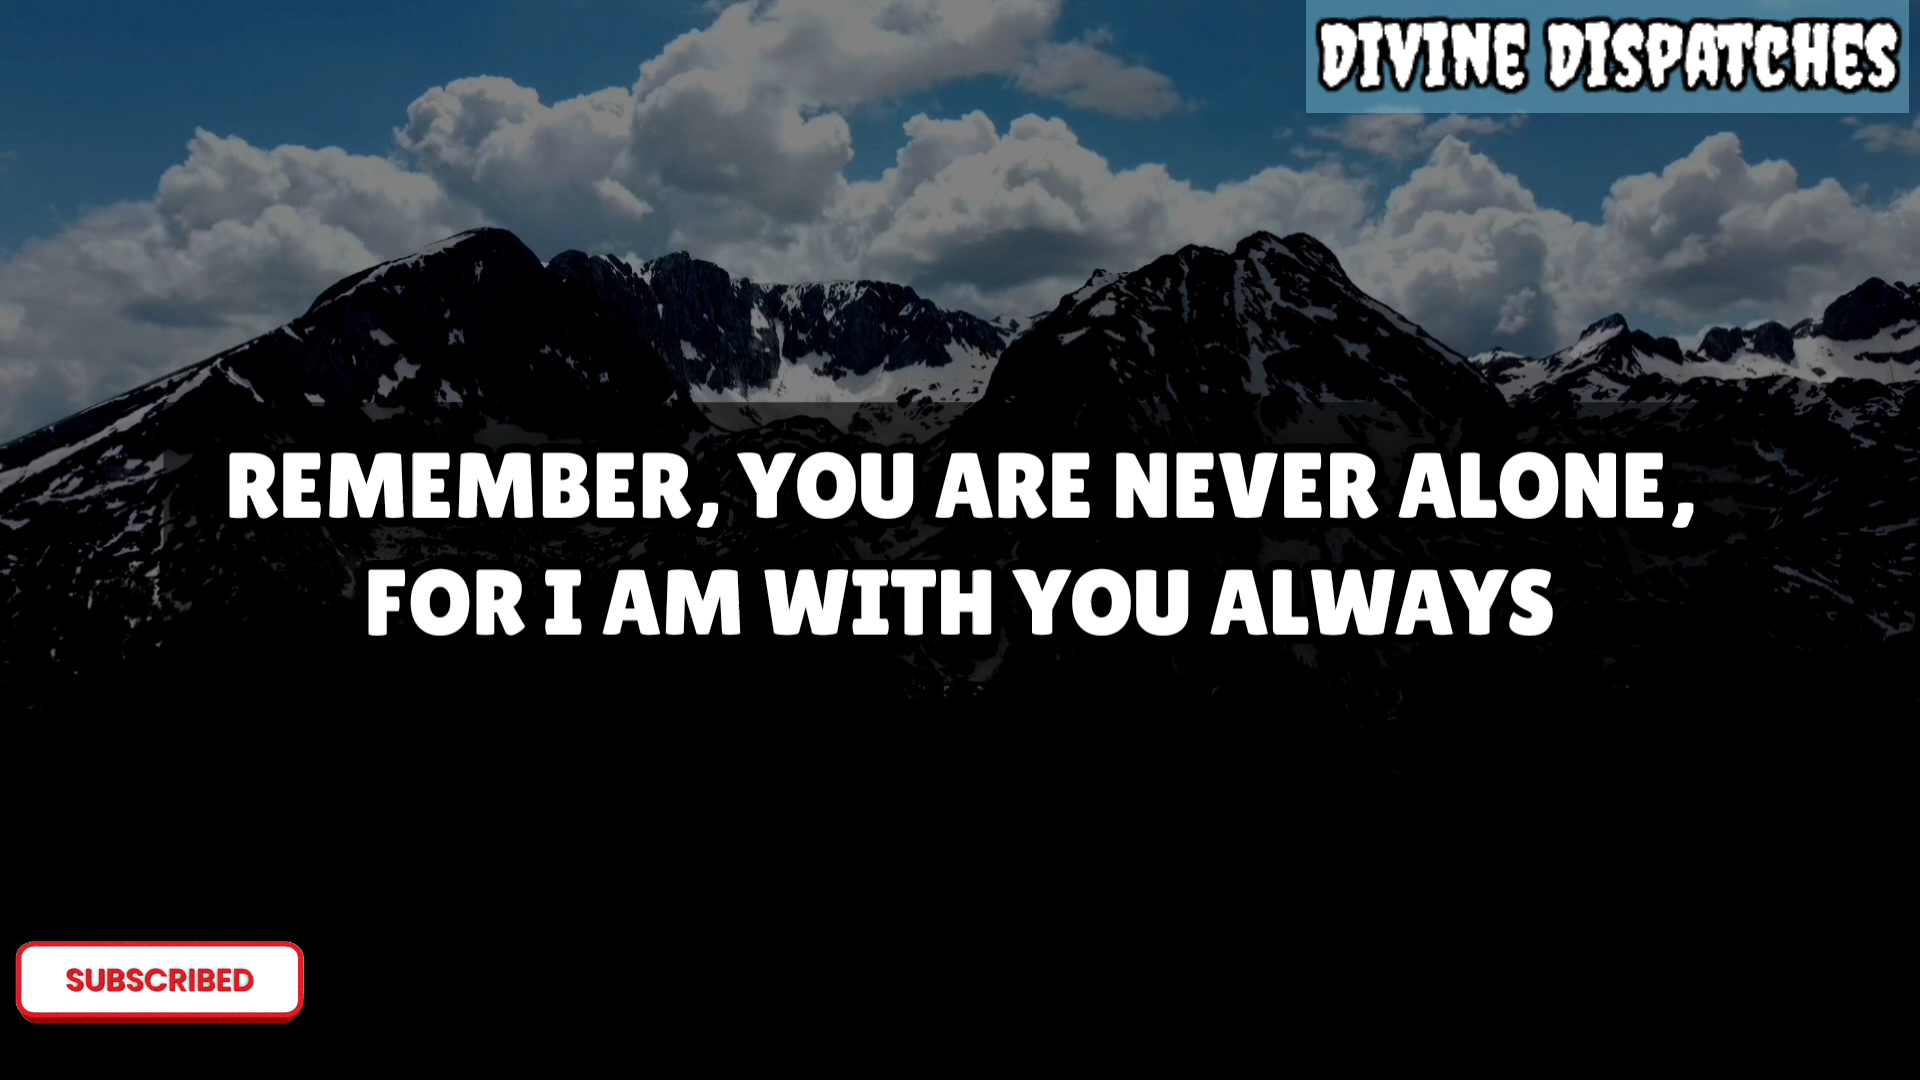 DIVINE DISPATCHES
REMEMBER, YOU ARE NEVER ALONE,
FOR I AM WITH YOU ALWAYS
SUBSCRIBED